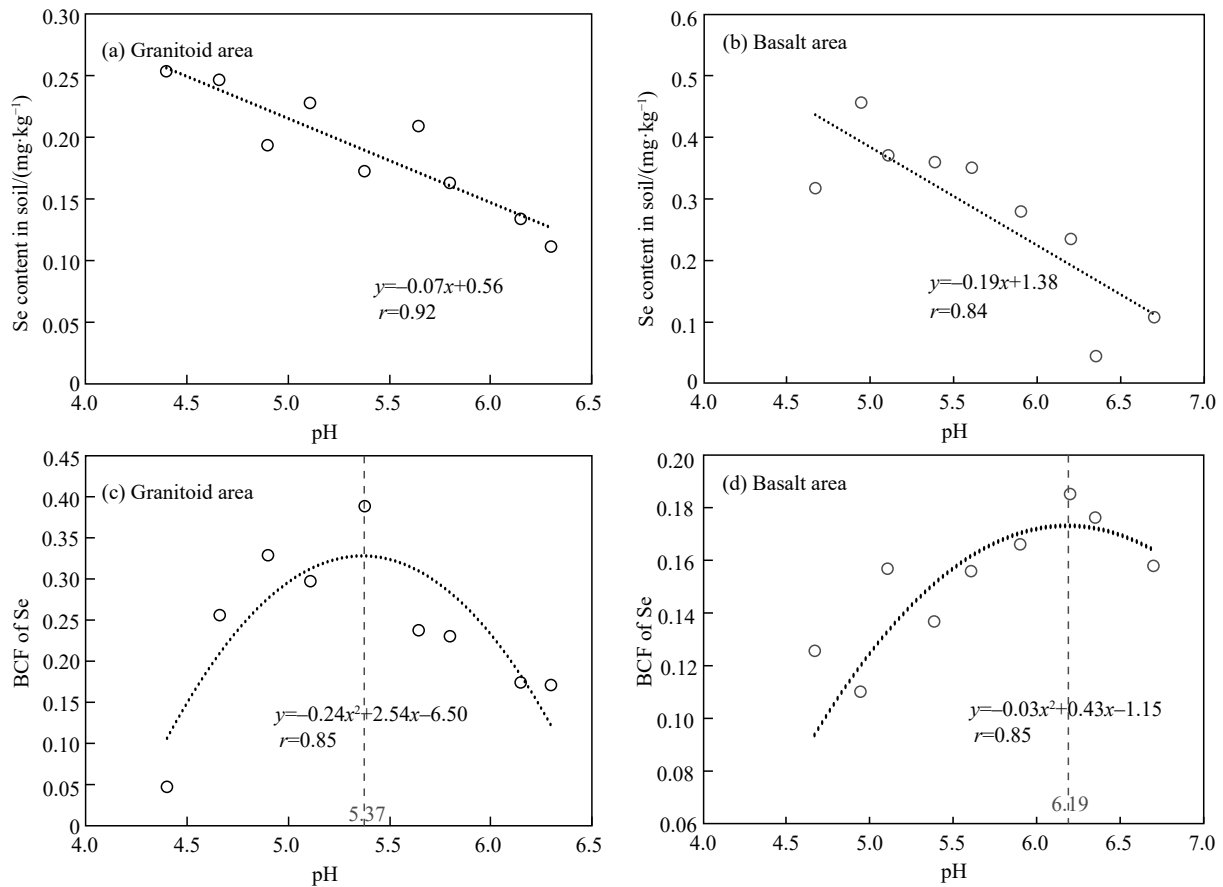 (a) Granitoid area
0.30
0.25
0.20
0.15
0.10
0.05
0
Se content in soil/(mg·kg⁻¹)
y=–0.07x+0.56
r=0.92
4.0 4.5 5.0 5.5 6.0 6.5
pH
(b) Basalt area
0.6
0.5
0.4
0.3
0.2
0.1
0
Se content in soil/(mg·kg⁻¹)
y=–0.19x+1.38
r=0.84
4.0 4.5 5.0 5.5 6.0 6.5 7.0
pH
(c) Granitoid area
0.45
0.40
0.35
0.30
0.25
0.20
0.15
0.10
0.05
0
BCF of Se
y=–0.24x²+2.54x–6.50
r=0.85
5.37
4.0 4.5 5.0 5.5 6.0 6.5
pH
(d) Basalt area
0.20
0.18
0.16
0.14
0.12
0.10
0.08
0.06
BCF of Se
y=–0.03x²+0.43x–1.15
r=0.85
6.19
4.0 4.5 5.0 5.5 6.0 6.5 7.0
pH